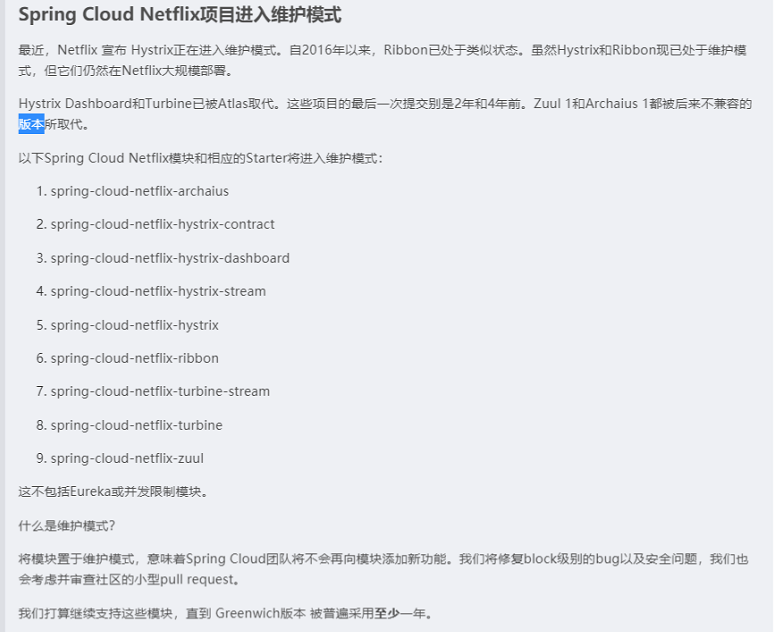 Spring Cloud Netflix项目进入维护模式
最近，Netflix 宣布 Hystrix正在进入维护模式。自2016年以来，Ribbon已处于类似状态。虽然Hystrix和Ribbon现已处于维护模
式，但它们仍然在Netflix大规模部署。
Hystrix Dashboard和Turbine已被Atlas取代。这些项目的最后一次提交别是2年和4年前。Zuul 1和Archaius 1都被后来不兼容的
版本所取代。
以下Spring Cloud Netflix模块和相应的Starter将进入维护模式：
1. spring-cloud-netflix-archaius
2. spring-cloud-netflix-hystrix-contract
3. spring-cloud-netflix-hystrix-dashboard
4. spring-cloud-netflix-hystrix-stream
5. spring-cloud-netflix-hystrix
6. spring-cloud-netflix-ribbon
7. spring-cloud-netflix-turbine-stream
8. spring-cloud-netflix-turbine
9. spring-cloud-netflix-zuul
这不包括Eureka或并发限制模块。
什么是维护模式？
将模块置于维护模式，意味着Spring Cloud团队将不会再向模块添加新功能。我们将修复block级别的bug以及安全问题，我们也
会考虑并审查社区的小型pull request。
我们打算继续支持这些模块，直到 Greenwich版本 被普遍采用至少一年。